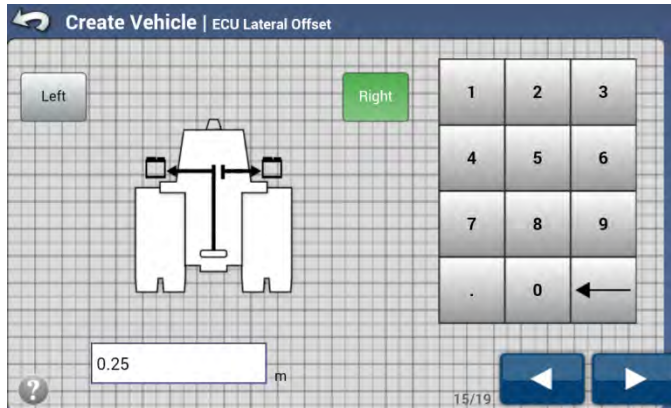 Create Vehicle | ECU Lateral Offset
Left
Right
1 2 3
4 5 6
7 8 9
. 0
0.25 m
?
15/19